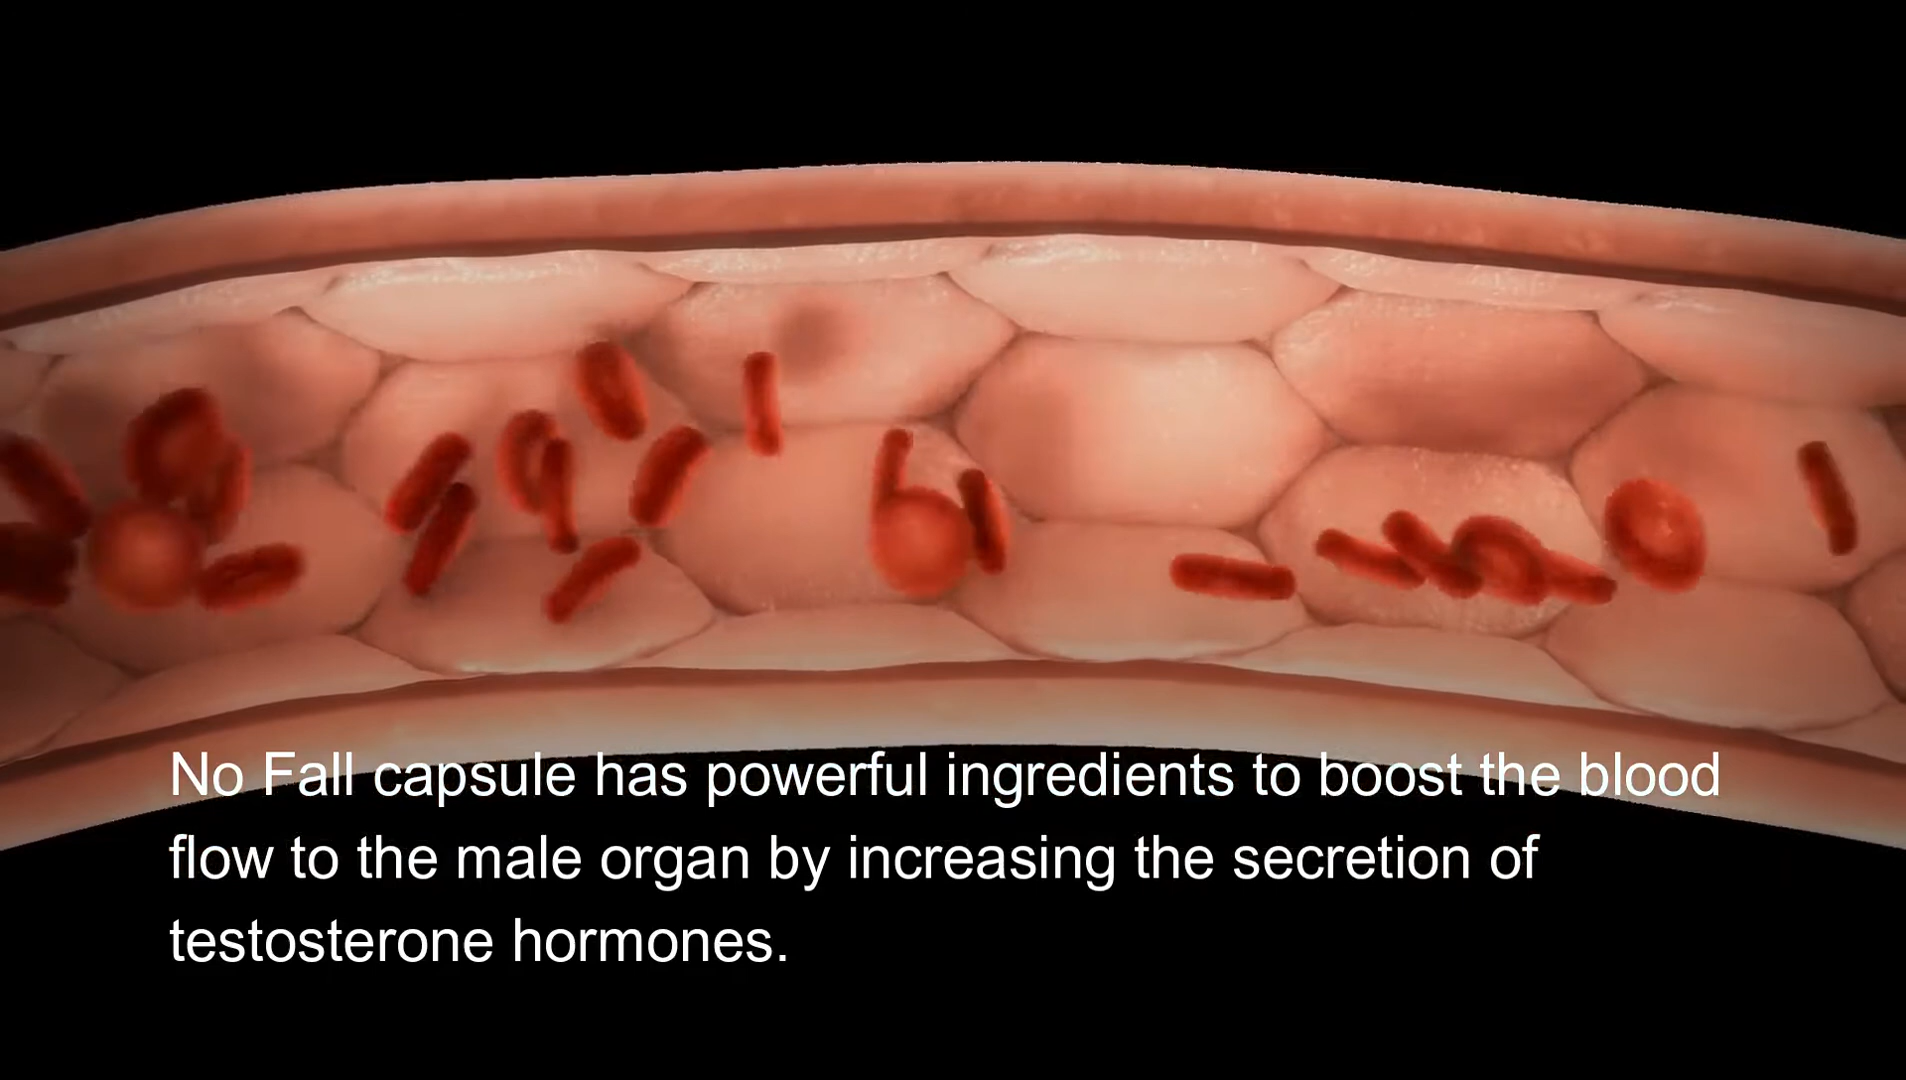 No Fall capsule has powerful ingredients to boost the blood
flow to the male organ by increasing the secretion of
testosterone hormones.